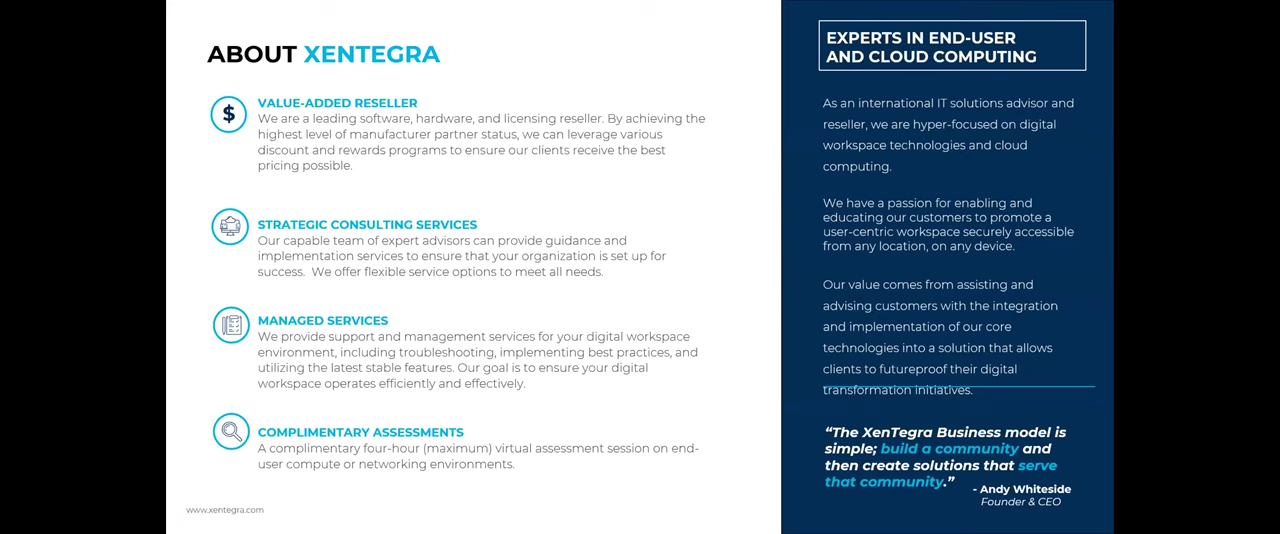 ABOUT XENTEGRA
$
VALUE-ADDED RESELLER
We are a leading software, hardware, and licensing reseller. By achieving the
highest level of manufacturer partner status, we can leverage various
discount and rewards programs to ensure our clients receive the best
pricing possible.
STRATEGIC CONSULTING SERVICES
Our capable team of expert advisors can provide guidance and
implementation services to ensure that your organization is set up for
success.  We offer flexible service options to meet all needs.
MANAGED SERVICES
We provide support and management services for your digital workspace
environment, including troubleshooting, implementing best practices, and
utilizing the latest stable features. Our goal is to ensure your digital
workspace operates efficiently and effectively.
COMPLIMENTARY ASSESSMENTS
A complimentary four-hour (maximum) virtual assessment session on end-
user compute or networking environments.
www.xentegra.com
EXPERTS IN END-USER
AND CLOUD COMPUTING
As an international IT solutions advisor and
reseller, we are hyper-focused on digital
workspace technologies and cloud
computing.
We have a passion for enabling and
educating our customers to promote a
user-centric workspace securely accessible
from any location, on any device.
Our value comes from assisting and
advising customers with the integration
and implementation of our core
technologies into a solution that allows
clients to futureproof their digital
transformation initiatives.
“The XenTegra Business model is
simple; build a community and
then create solutions that serve
that community.”
- Andy Whiteside
Founder & CEO